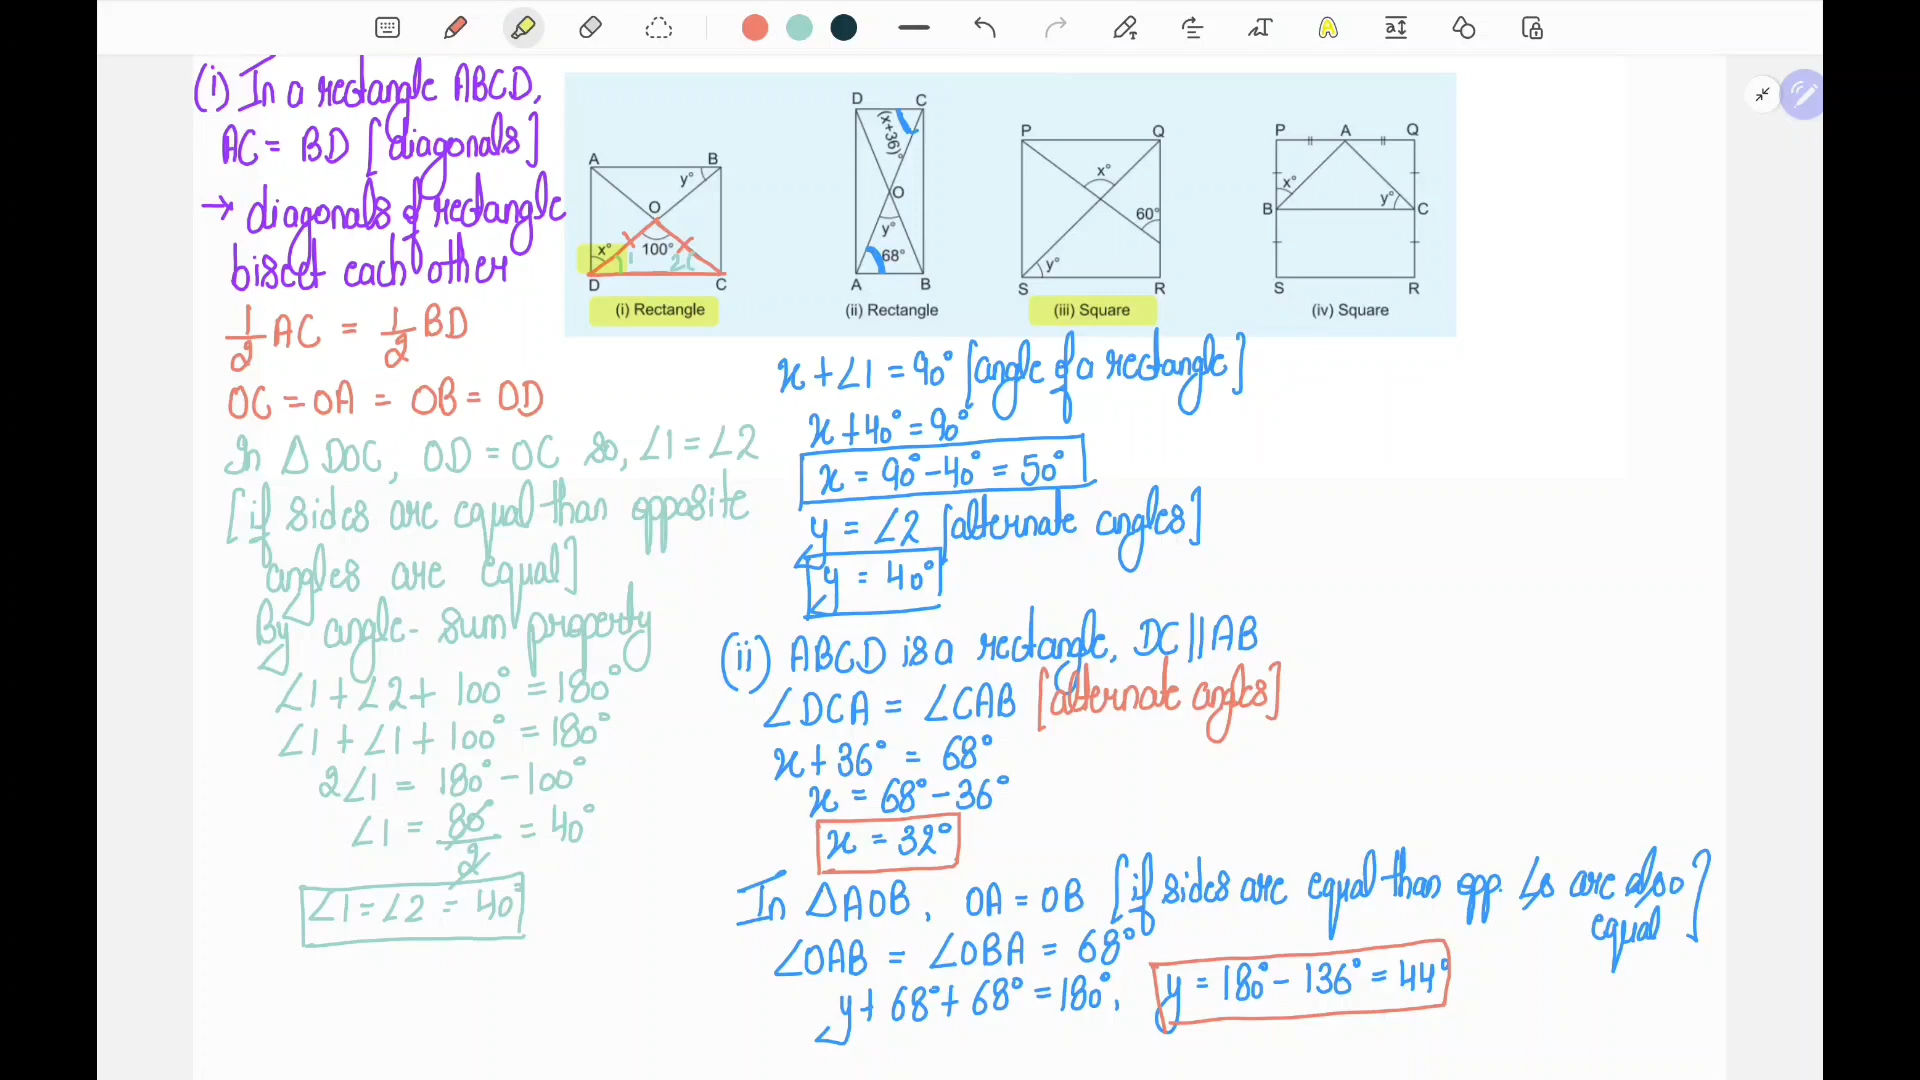 (i) In a rectangle ABCD,
AC = BD [diagonals]
→ diagonals of rectangle
bisect each other
1/2 AC = 1/2 BD
OC = OA = OB = OD
In △ DOC, OD = OC so, ∠1 = ∠2
[if sides are equal than opposite
angles are equal]
By angle-sum property
∠1 + ∠2 + 100° = 180°
∠1 + ∠1 + 100° = 180°
2∠1 = 180° - 100°
∠1 = 80/2 = 40°
∠1 = ∠2 = 40°
A B
y°
O
x° 1 100° 2
D C
(i) Rectangle
D C
(x+36)°
O
y°
68°
A B
(ii) Rectangle
P Q
x°
60°
y°
S R
(iii) Square
P A Q
x° y°
B C
S R
(iv) Square
x + ∠1 = 90° [angle of a rectangle]
x + 40° = 90°
x = 90° - 40° = 50°
y = ∠2 [alternate angles]
y = 40°
(ii) ABCD is a rectangle, DC || AB
∠DCA = ∠CAB [alternate angles]
x + 36° = 68°
x = 68° - 36°
x = 32°
In △AOB, OA = OB [if sides are equal than opp. ∠s are also
equal]
∠OAB = ∠OBA = 68°
y + 68° + 68° = 180°, y = 180° - 136° = 44°